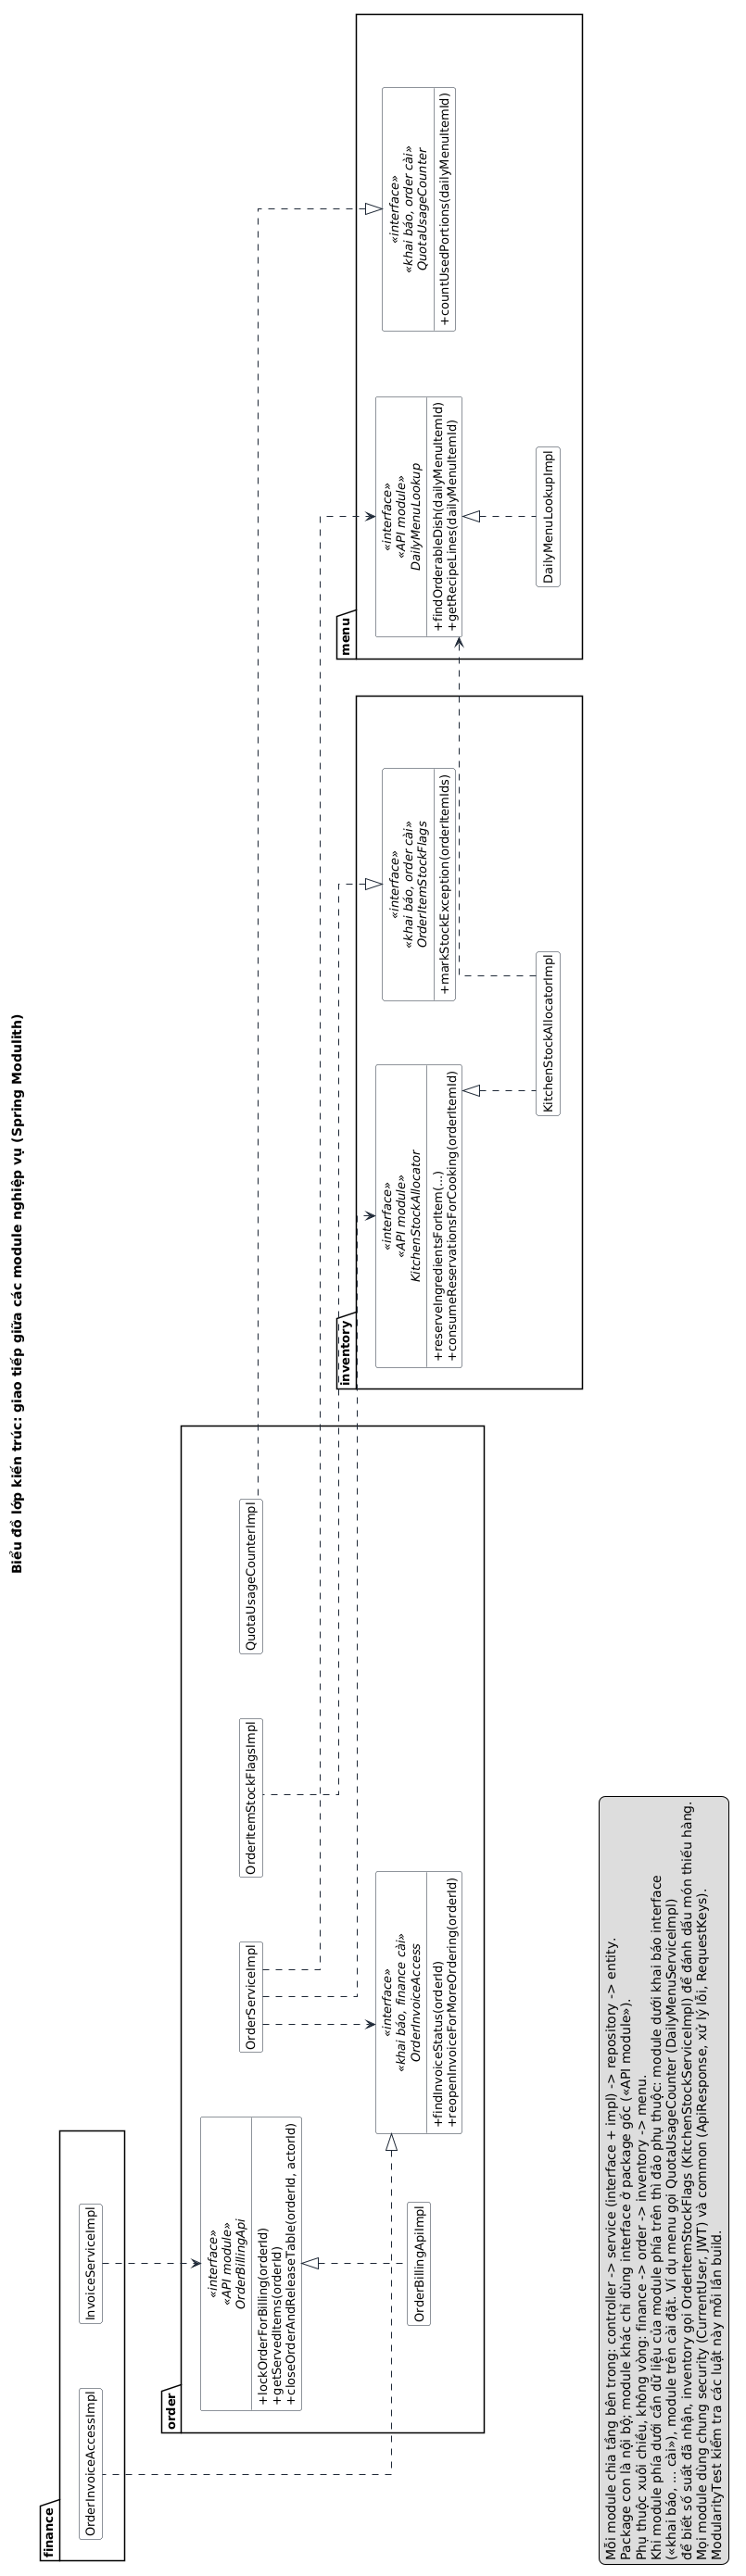 Biểu đồ lớp kiến trúc: giao tiếp giữa các module nghiệp vụ (Spring Modulith)
finance
OrderInvoiceAccessImpl
InvoiceServiceImpl
order
«interface»
«API module»
OrderBillingApi
+lockOrderForBilling(orderId)
+getServedItems(orderId)
+closeOrderAndReleaseTable(orderId, actorId)
OrderBillingApiImpl
OrderServiceImpl
OrderItemStockFlagsImpl
QuotaUsageCounterImpl
«interface»
«khai báo, finance cài»
OrderInvoiceAccess
+findInvoiceStatus(orderId)
+reopenInvoiceForMoreOrdering(orderId)
inventory
«interface»
«API module»
KitchenStockAllocator
+reserveIngredientsForItem(...)
+consumeReservationsForCooking(orderItemId)
«interface»
«khai báo, order cài»
OrderItemStockFlags
+markStockException(orderItemIds)
KitchenStockAllocatorImpl
menu
«interface»
«API module»
DailyMenuLookup
+findOrderableDish(dailyMenuItemId)
+getRecipeLines(dailyMenuItemId)
«interface»
«khai báo, order cài»
QuotaUsageCounter
+countUsedPortions(dailyMenuItemId)
DailyMenuLookupImpl
Mỗi module chia tầng bên trong: controller -> service (interface + impl) -> repository -> entity.
Package con là nội bộ; module khác chỉ dùng interface ở package gốc («API module»).
Phụ thuộc xuôi chiều, không vòng: finance -> order -> inventory -> menu.
Khi module phía dưới cần dữ liệu của module phía trên thì đảo phụ thuộc: module dưới khai báo interface
(«khai báo, ... cài»), module trên cài đặt. Ví dụ menu gọi QuotaUsageCounter (DailyMenuServiceImpl)
để biết số suất đã nhận, inventory gọi OrderItemStockFlags (KitchenStockServiceImpl) để đánh dấu món thiếu hàng.
Mọi module dùng chung security (CurrentUser, JWT) và common (ApiResponse, xử lý lỗi, RequestKeys).
ModularityTest kiểm tra các luật này mỗi lần build.